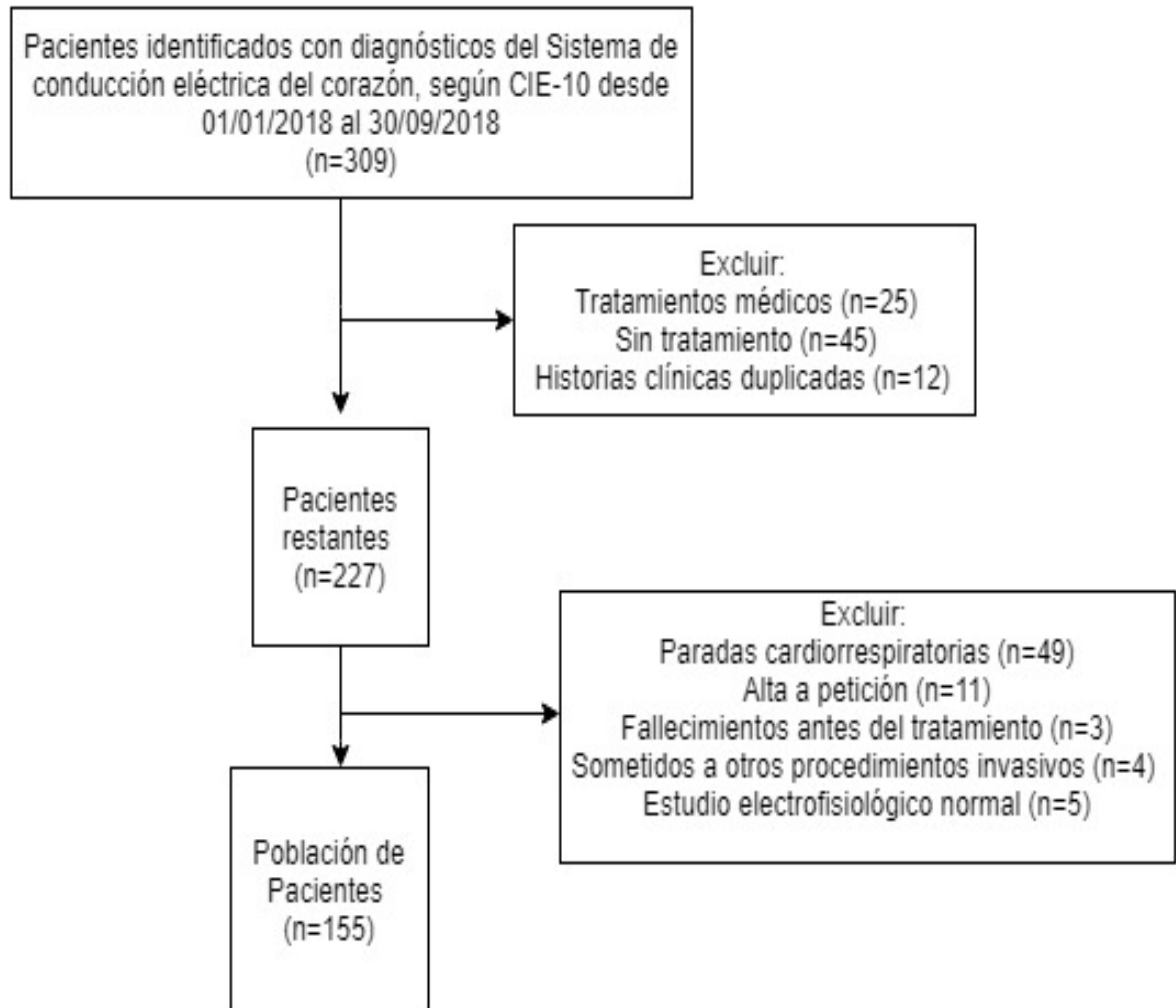 Pacientes identificados con diagnósticos del Sistema de
conducción eléctrica del corazón, según CIE-10 desde
01/01/2018 al 30/09/2018
(n=309)
Excluir:
Tratamientos médicos (n=25)
Sin tratamiento (n=45)
Historias clínicas duplicadas (n=12)
Pacientes
restantes
(n=227)
Excluir:
Paradas cardiorrespiratorias (n=49)
Alta a petición (n=11)
Fallecimientos antes del tratamiento (n=3)
Sometidos a otros procedimientos invasivos (n=4)
Estudio electrofisiológico normal (n=5)
Población de
Pacientes
(n=155)